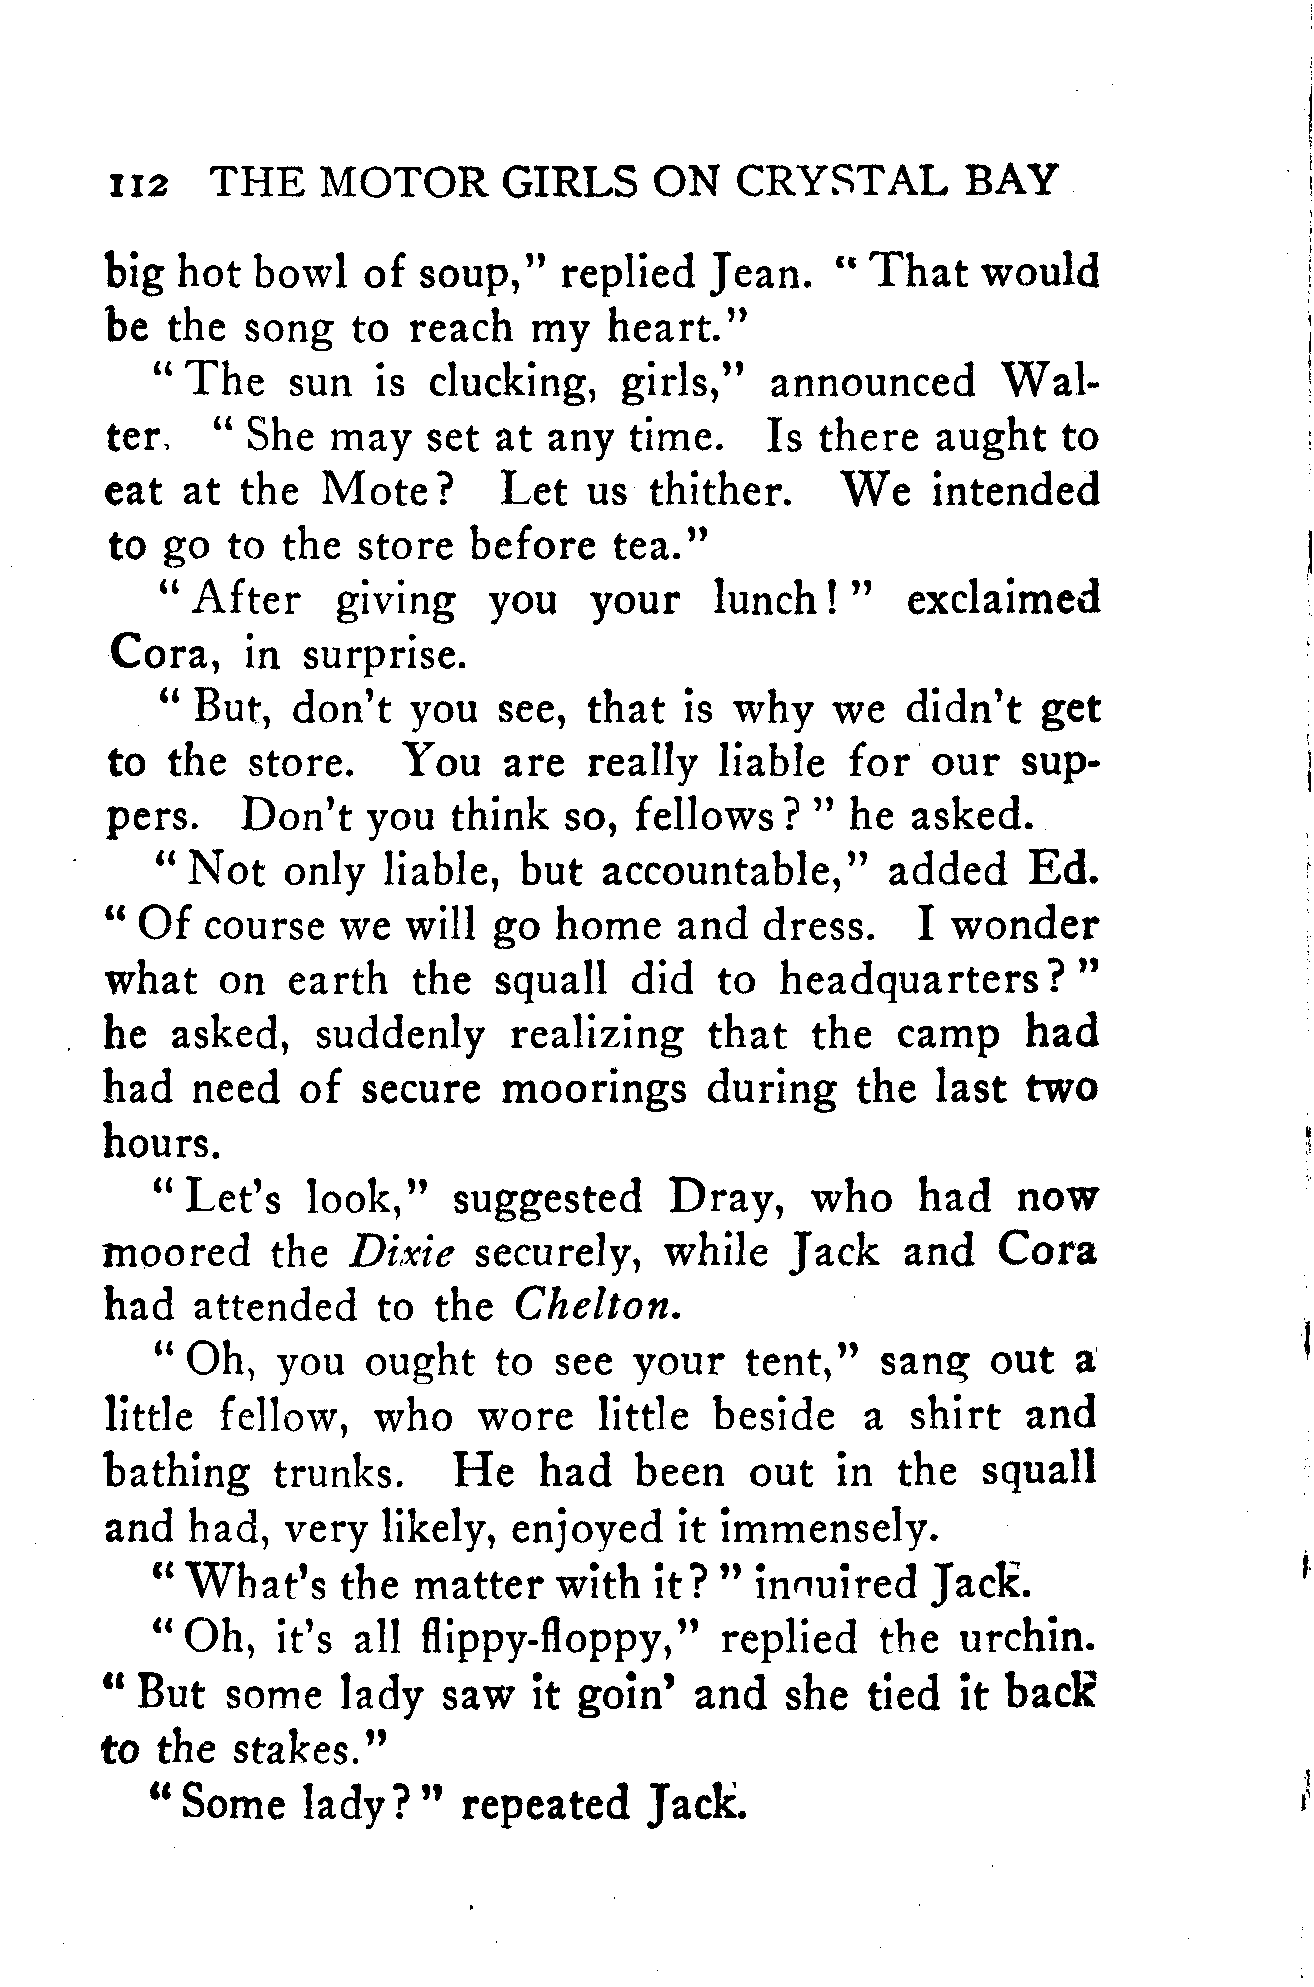 112 THE MOTOR GIRLS ON CRYSTAL BAY
big hot bowl of soup,” replied Jean. “ That would
be the song to reach my heart.”
“ The sun is clucking, girls,” announced Wal-
ter. “ She may set at any time. Is there aught to
eat at the Mote? Let us thither. We intended
to go to the store before tea.”
“ After giving you your lunch! ” exclaimed
Cora, in surprise.
“ But, don’t you see, that is why we didn’t get
to the store. You are really liable for our sup-
pers. Don’t you think so, fellows? ” he asked.
“ Not only liable, but accountable,” added Ed.
“ Of course we will go home and dress. I wonder
what on earth the squall did to headquarters? ”
he asked, suddenly realizing that the camp had
had need of secure moorings during the last two
hours.
“ Let’s look,” suggested Dray, who had now
moored the Dixie securely, while Jack and Cora
had attended to the Chelton.
“ Oh, you ought to see your tent,” sang out a
little fellow, who wore little beside a shirt and
bathing trunks. He had been out in the squall
and had, very likely, enjoyed it immensely.
“ What’s the matter with it? ” inquired Jack.
“ Oh, it’s all flippy-floppy,” replied the urchin.
“ But some lady saw it goin’ and she tied it back
to the stakes.”
“ Some lady? ” repeated Jack.